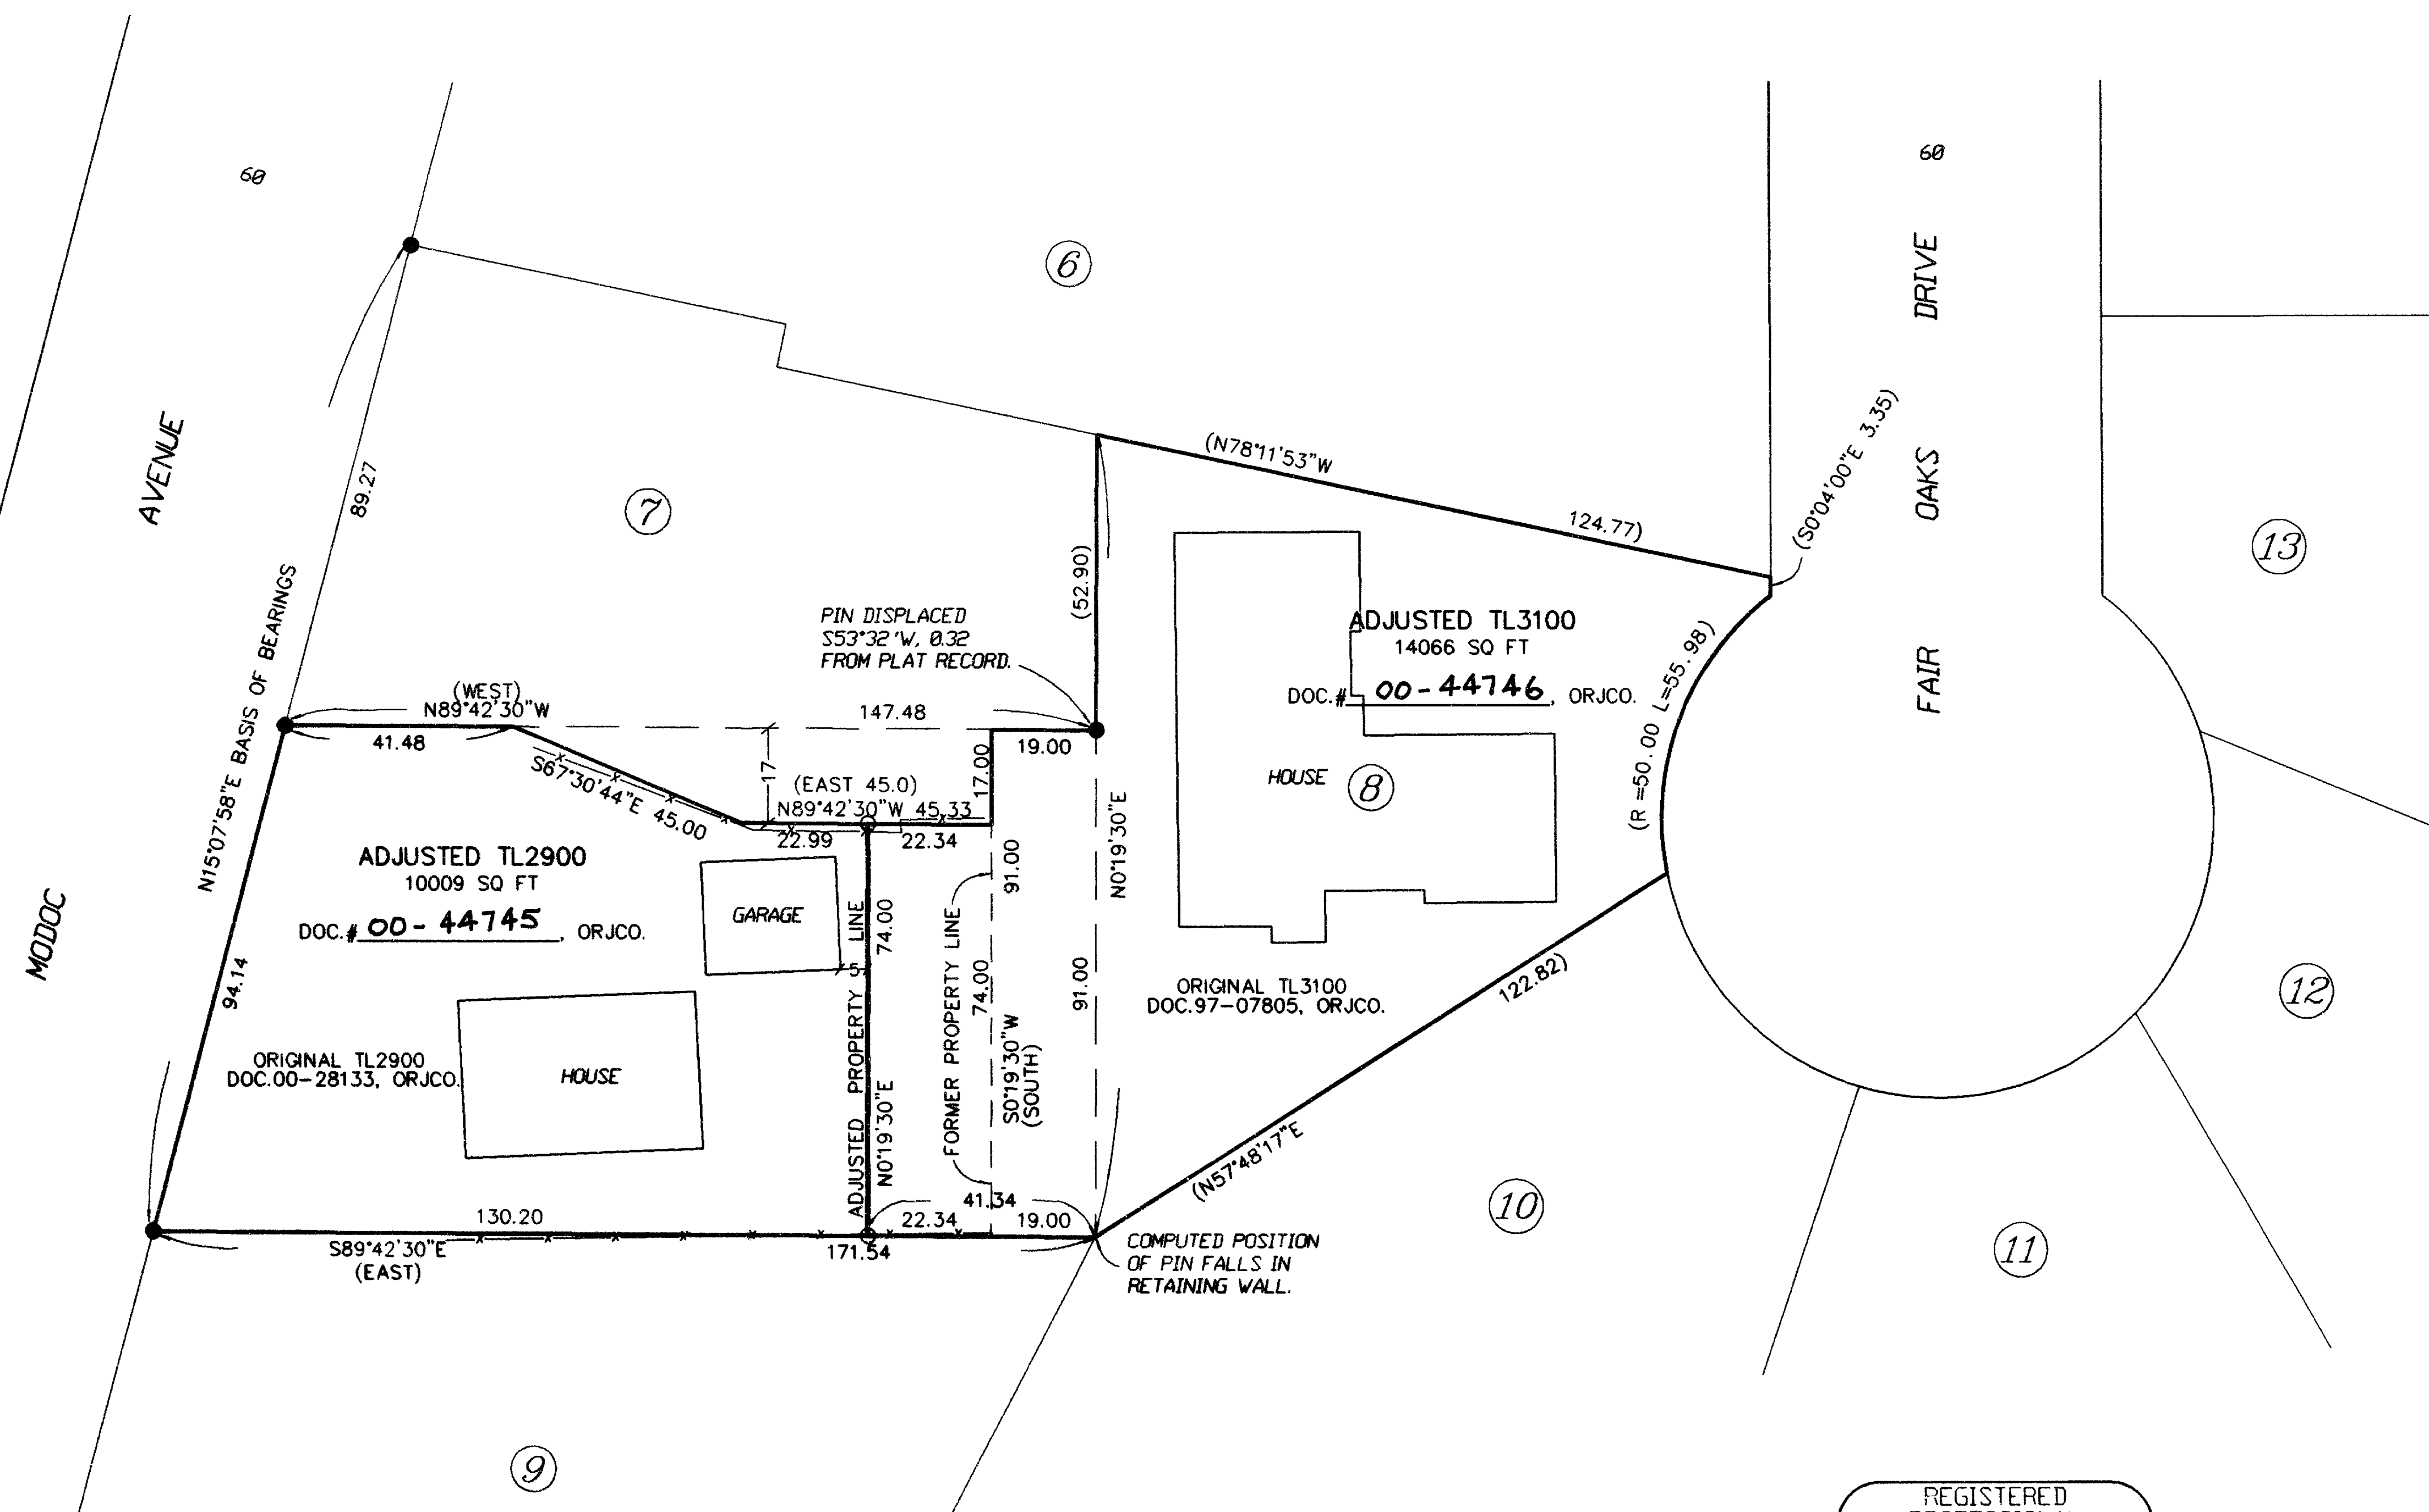 60
60
AVENUE
MODOC
FAIR OAKS DRIVE
6
7
8
9
10
11
12
13
89.27
N15°07'58"E BASIS OF BEARINGS
94.14
(N78°11'53"W
124.77)
(S0°04'00"E 3.35)
(R =50.00 L=55.98)
(52.90)
PIN DISPLACED
S53°32'W, 0.32
FROM PLAT RECORD.
(WEST)
N89°42'30"W
41.48
147.48
19.00
17.00
17
S67°30'44"E 45.00
(EAST 45.0)
N89°42'30"W 45.33
22.99
22.34
ADJUSTED TL3100
14066 SQ FT
DOC.# 00-44746, ORJCO.
HOUSE
N0°19'30"E
91.00
91.00
ADJUSTED TL2900
10009 SQ FT
DOC.# 00-44745, ORJCO.
GARAGE
5
ADJUSTED PROPERTY LINE
74.00
N0°19'30"E
FORMER PROPERTY LINE
74.00
S0°19'30"W
(SOUTH)
ORIGINAL TL3100
DOC.97-07805, ORJCO.
122.82)
(N57°48'17"E
ORIGINAL TL2900
DOC.00-28133, ORJCO.
HOUSE
130.20
41.34
22.34
19.00
S89°42'30"E
(EAST)
171.54
COMPUTED POSITION
OF PIN FALLS IN
RETAINING WALL.
REGISTERED